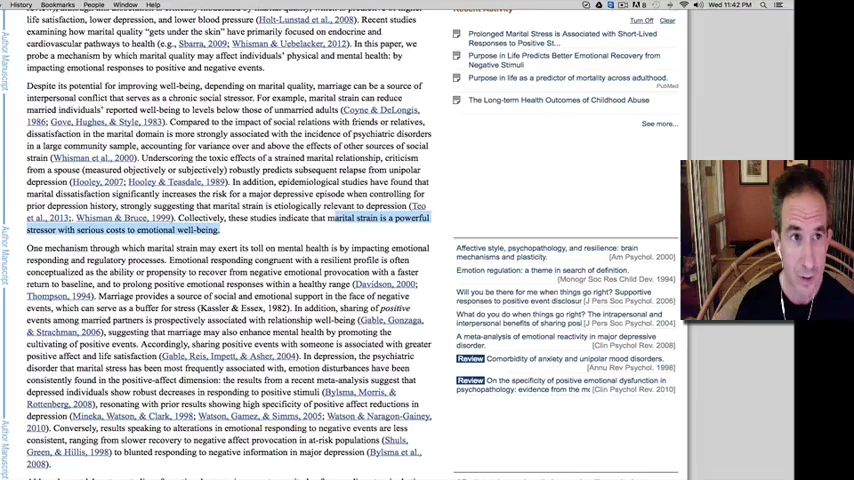 History Bookmarks People Window Help
Wed 11:42 PM
life satisfaction, lower depression, and lower blood pressure (Holt-Lunstad et al., 2008). Recent studies
examining how marital quality "gets under the skin" have primarily focused on endocrine and
cardiovascular pathways to health (e.g., Sbarra, 2009; Whisman & Uebelacker, 2012). In this paper, we
probe a mechanism by which marital quality may affect individuals' physical and mental health: by
impacting emotional responses to positive and negative events.
Despite its potential for improving well-being, depending on marital quality, marriage can be a source of
interpersonal conflict that serves as a chronic social stressor. For example, marital strain can reduce
married individuals' reported well-being to levels below those of unmarried adults (Coyne & DeLongis,
1986; Gove, Hughes, & Style, 1983). Compared to the impact of social relations with friends or relatives,
dissatisfaction in the marital domain is more strongly associated with the incidence of psychiatric disorders
in a large community sample, accounting for variance over and above the effects of other sources of social
strain (Whisman et al., 2000). Underscoring the toxic effects of a strained marital relationship, criticism
from a spouse (measured objectively or subjectively) robustly predicts subsequent relapse from unipolar
depression (Hooley, 2007; Hooley & Teasdale, 1989). In addition, epidemiological studies have found that
marital dissatisfaction significantly increases the risk for a major depressive episode when controlling for
prior depression history, strongly suggesting that marital strain is etiologically relevant to depression (Teo
et al., 2013;. Whisman & Bruce, 1999). Collectively, these studies indicate that marital strain is a powerful
stressor with serious costs to emotional well-being.
One mechanism through which marital strain may exert its toll on mental health is by impacting emotional
responding and regulatory processes. Emotional responding congruent with a resilient profile is often
conceptualized as the ability or propensity to recover from negative emotional provocation with a faster
return to baseline, and to prolong positive emotional responses within a healthy range (Davidson, 2000;
Thompson, 1994). Marriage provides a source of social and emotional support in the face of negative
events, which can serve as a buffer for stress (Kassler & Essex, 1982). In addition, sharing of positive
events among married partners is prospectively associated with relationship well-being (Gable, Gonzaga,
& Strachman, 2006), suggesting that marriage may also enhance mental health by promoting the
cultivating of positive events. Accordingly, sharing positive events with someone is associated with greater
positive affect and life satisfaction (Gable, Reis, Impett, & Asher, 2004). In depression, the psychiatric
disorder that marital stress has been most frequently associated with, emotion disturbances have been
consistently found in the positive-affect dimension: the results from a recent meta-analysis suggest that
depressed individuals show robust decreases in responding to positive stimuli (Bylsma, Morris, &
Rottenberg, 2008), resonating with prior results showing high specificity of positive affect reductions in
depression (Mineka, Watson, & Clark, 1998; Watson, Gamez, & Simms, 2005; Watson & Naragon-Gainey,
2010). Conversely, results speaking to alterations in emotional responding to negative events are less
consistent, ranging from slower recovery to negative affect provocation in at-risk populations (Shuls,
Green, & Hillis, 1998) to blunted responding to negative information in major depression (Bylsma et al.,
2008).
Author Manuscript
Author Manuscript
Author Manuscript
Author Manuscript
Recent Activity
Turn Off Clear
Prolonged Marital Stress is Associated with Short-Lived
Responses to Positive St...
Purpose in Life Predicts Better Emotional Recovery from
Negative Stimuli
Purpose in life as a predictor of mortality across adulthood.
PubMed
The Long-term Health Outcomes of Childhood Abuse
See more...
Affective style, psychopathology, and resilience: brain
mechanisms and plasticity. [Am Psychol. 2000]
Emotion regulation: a theme in search of definition.
[Monogr Soc Res Child Dev. 1994]
Will you be there for me when things go right? Supportive
responses to positive event disclosur [J Pers Soc Psychol. 2006]
What do you do when things go right? The intrapersonal and
interpersonal benefits of sharing posi [J Pers Soc Psychol. 2004]
A meta-analysis of emotional reactivity in major depressive
disorder. [Clin Psychol Rev. 2008]
Review Comorbidity of anxiety and unipolar mood disorders.
[Annu Rev Psychol. 1998]
Review On the specificity of positive emotional dysfunction in
psychopathology: evidence from the mo [Clin Psychol Rev. 2010]